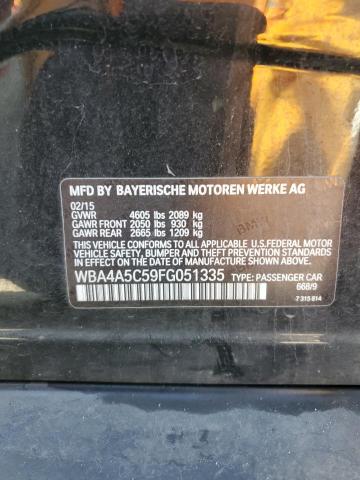 MFD BY BAYERISCHE MOTOREN WERKE AG
02/15
GVWR 4605 lbs 2089 kg
GAWR FRONT 2050 lbs 930 kg
GAWR REAR 2665 lbs 1209 kg
BMW
THIS VEHICLE CONFORMS TO ALL APPLICABLE U.S.FEDERAL MOTOR
VEHICLE SAFETY, BUMPER AND THEFT PREVENTION STANDARDS
IN EFFECT ON THE DATE OF MANUFACTURE SHOWN ABOVE.
WBA4A5C59FG051335 TYPE: PASSENGER CAR
668/9
7 315 814